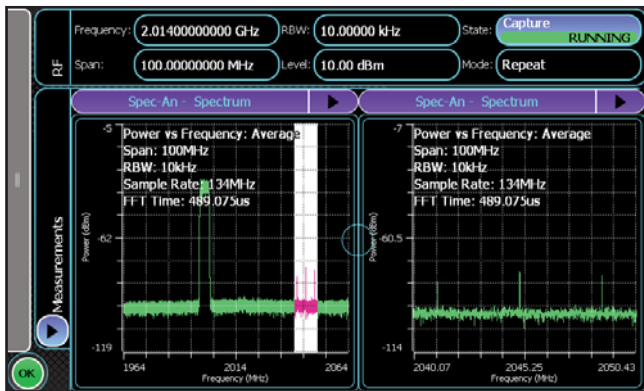 Frequency: 2.01400000000 GHz RBW: 10.00000 kHz State: Capture RUNNING
RF
Span: 100.00000000 MHz Level: 10.00 dBm Mode: Repeat
Spec-An - Spectrum
Spec-An - Spectrum
Measurements
-5
Power vs Frequency: Average
Span: 100MHz
RBW: 10kHz
Sample Rate: 134MHz
FFT Time: 489.075us
Power (dBm)
-62
-119
1964 2014 2064
Frequency (MHz)
-7
Power vs Frequency: Average
Span: 100MHz
RBW: 10kHz
Sample Rate: 134MHz
FFT Time: 489.075us
Power (dBm)
-60.5
-114
2040.07 2045.25 2050.43
Frequency (MHz)
OK